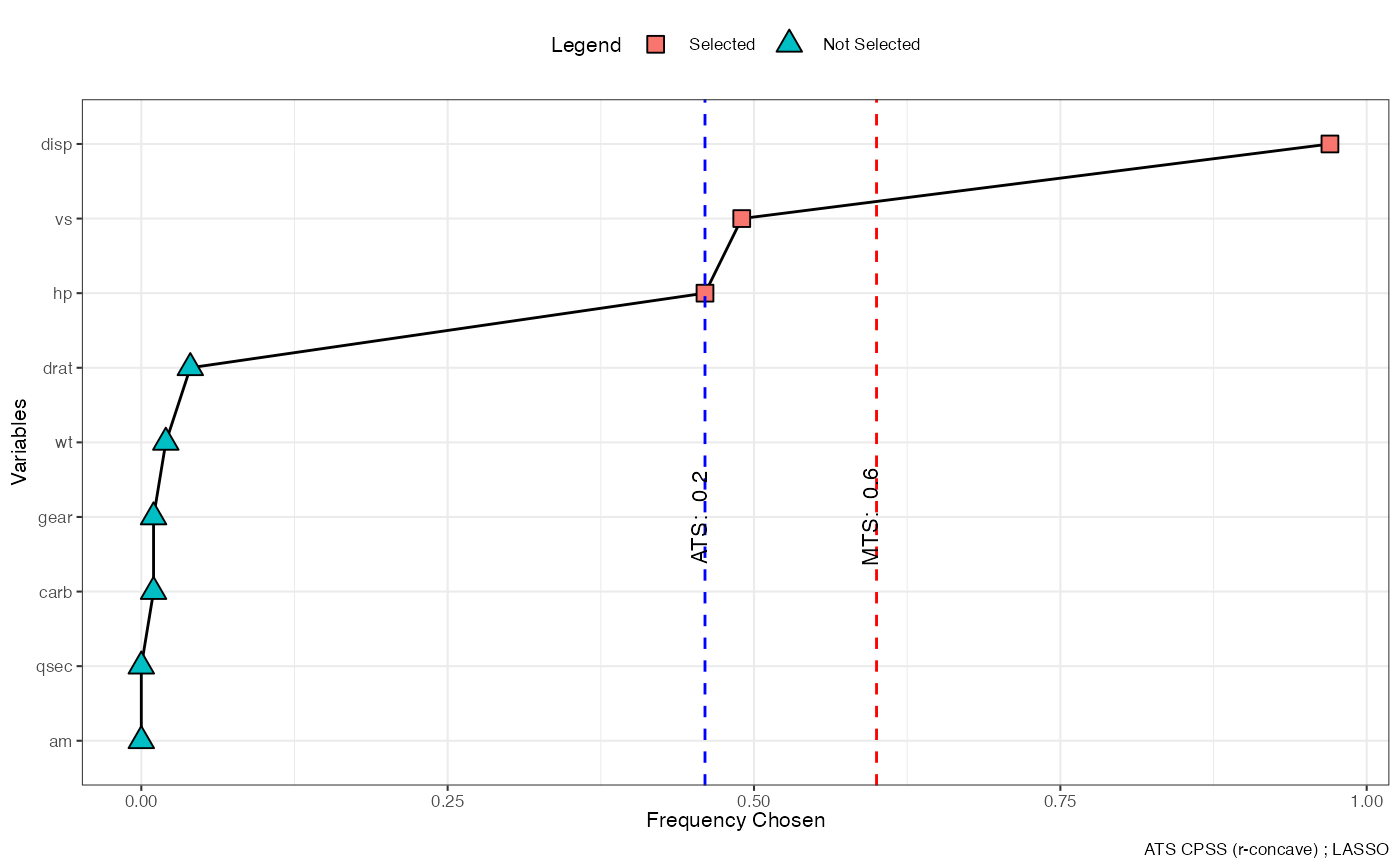 Legend Selected Not Selected
disp
vs
hp
drat
wt
gear
carb
qsec
am
Variables
ATS: 0.2
MTS: 0.6
0.00 0.25 0.50 0.75 1.00
Frequency Chosen
ATS CPSS (r-concave) ; LASSO